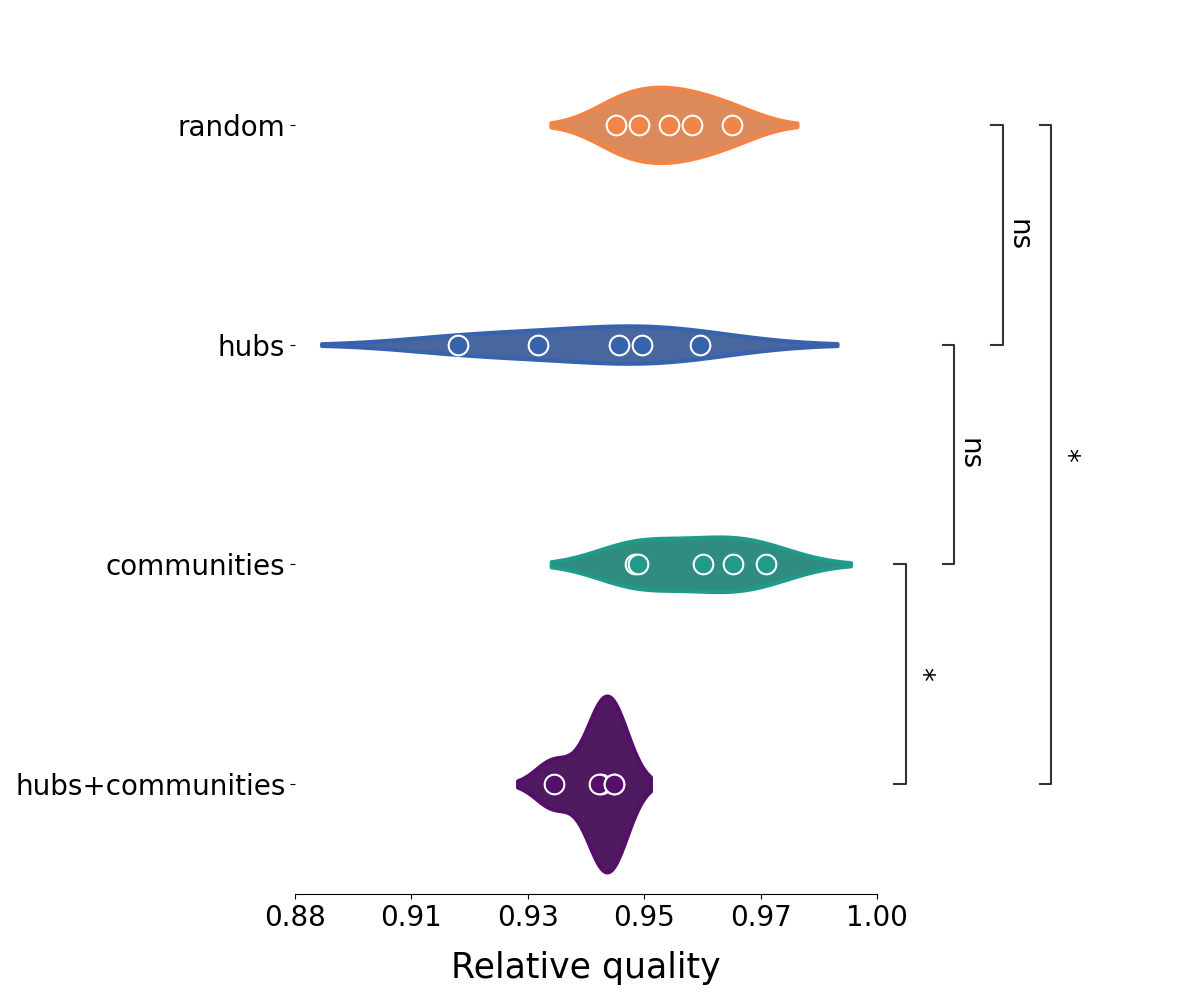 random
hubs
communities
hubs+communities
ns
ns
*
*
0.88 0.91 0.93 0.95 0.97 1.00
Relative quality